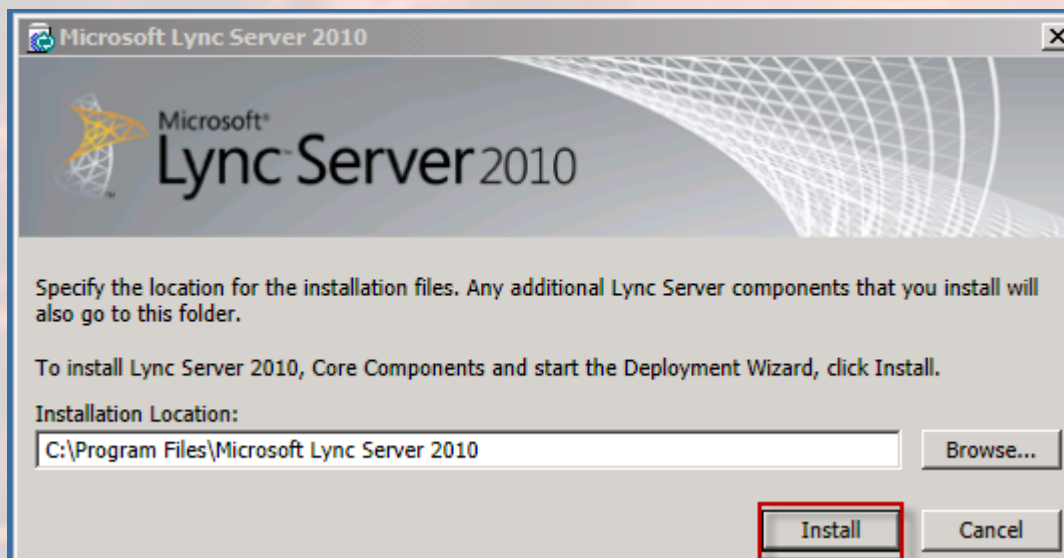 Microsoft Lync Server 2010
Microsoft®
Lync™ Server 2010
Specify the location for the installation files. Any additional Lync Server components that you install will
also go to this folder.
To install Lync Server 2010, Core Components and start the Deployment Wizard, click Install.
Installation Location:
C:\Program Files\Microsoft Lync Server 2010
Browse...
Install
Cancel